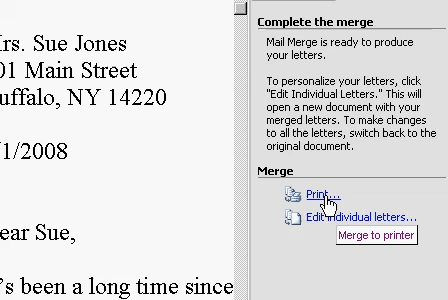 rs. Sue Jones
01 Main Street
uffalo, NY 14220
/1/2008
ear Sue,
's been a long time since
Complete the merge
Mail Merge is ready to produce
your letters.
To personalize your letters, click
"Edit Individual Letters." This will
open a new document with your
merged letters. To make changes
to all the letters, switch back to the
original document.
Merge
Print...
Edit individual letters...
Merge to printer